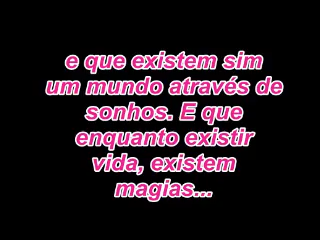 e que existem sim
um mundo através de
sonhos. E que
enquanto existir
vida, existem
magias...